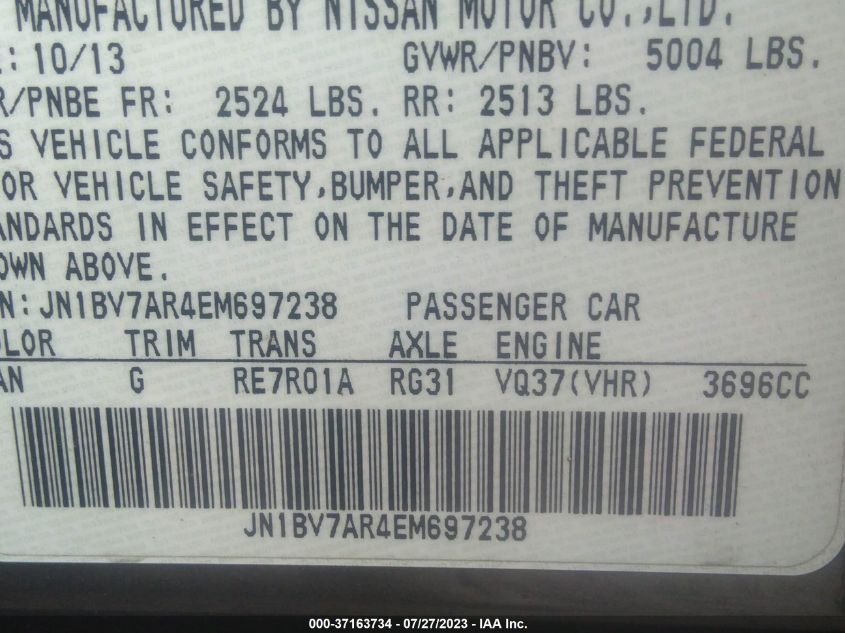 MANUFACTURED BY NISSAN MOTOR CO.,LTD.
: 10/13 GVWR/PNBV: 5004 LBS.
R/PNBE FR: 2524 LBS. RR: 2513 LBS.
S VEHICLE CONFORMS TO ALL APPLICABLE FEDERAL
OR VEHICLE SAFETY,BUMPER,AND THEFT PREVENTION
ANDARDS IN EFFECT ON THE DATE OF MANUFACTURE
OWN ABOVE.
N:JN1BV7AR4EM697238 PASSENGER CAR
LOR TRIM TRANS AXLE ENGINE
AN G RE7R01A RG31 VQ37(VHR) 3696CC
JN1BV7AR4EM697238
000-37163734 - 07/27/2023 - IAA Inc.